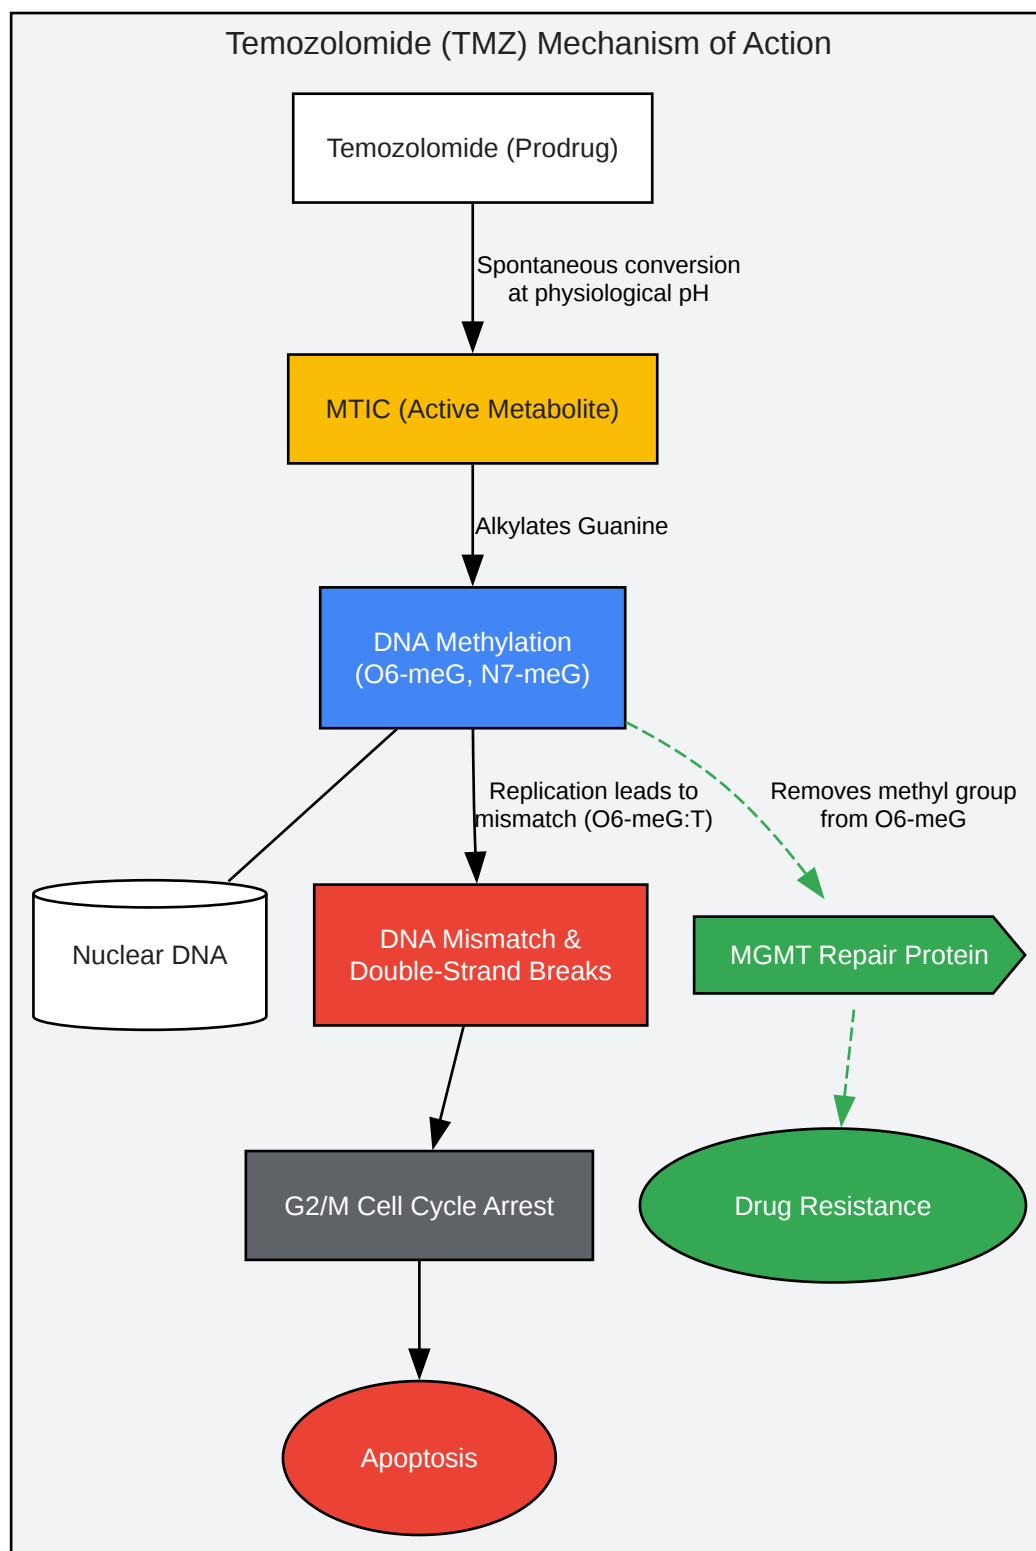 Temozolomide (TMZ) Mechanism of Action
Temozolomide (Prodrug)
Spontaneous conversion
at physiological pH
MTIC (Active Metabolite)
Alkylates Guanine
DNA Methylation
(O6-meG, N7-meG)
Replication leads to
mismatch (O6-meG:T)
Removes methyl group
from O6-meG
Nuclear DNA
DNA Mismatch &
Double-Strand Breaks
MGMT Repair Protein
G2/M Cell Cycle Arrest
Drug Resistance
Apoptosis